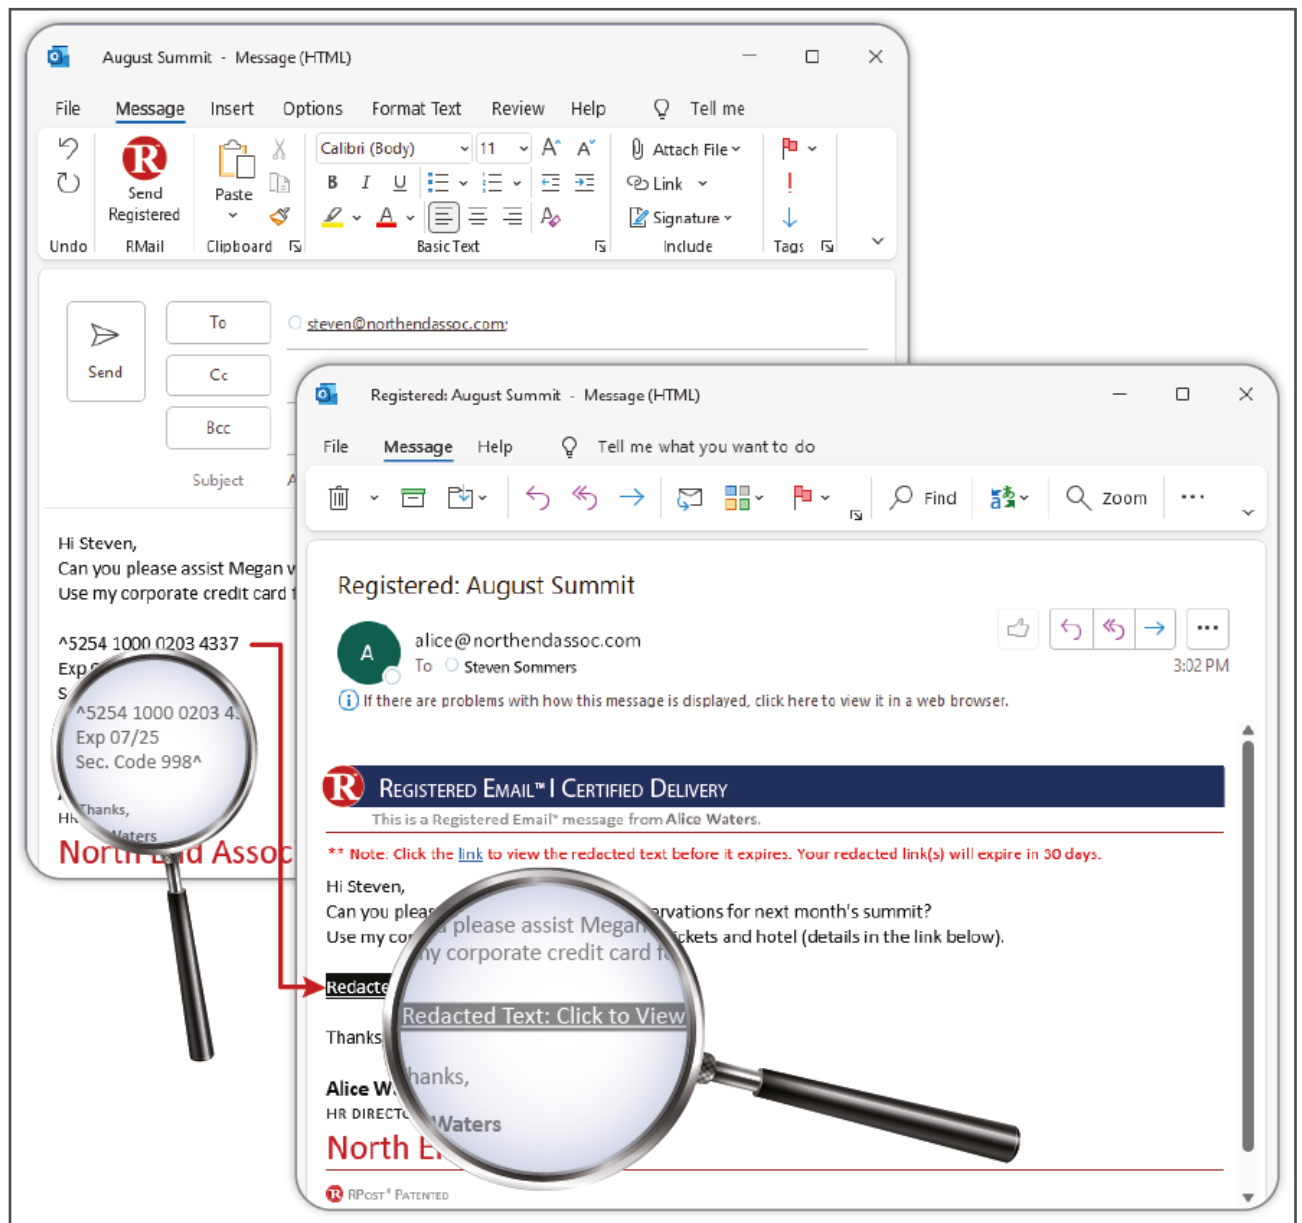 August Summit - Message (HTML)
File Message Insert Options Format Text Review Help Tell me
Calibri (Body) 11 A A Attach File
Send Registered
Paste
B I U Link
A A Signature
Undo RMail Clipboard Basic Text Include Tags
Send
To steven@northendassoc.com;
Cc
Bcc
Subject A
Hi Steven,
Can you please assist Megan
Use my corporate credit card
^5254 1000 0203 4337
Exp
S
^5254 1000 0203 4
Exp 07/25
Sec. Code 998^
Thanks,
Waters
HR
North End Assoc
Registered: August Summit - Message (HTML)
File Message Help Tell me what you want to do
Find Zoom
Registered: August Summit
A
alice@northendassoc.com
To Steven Sommers
3:02 PM
If there are problems with how this message is displayed, click here to view it in a web browser.
R REGISTERED EMAIL™ | CERTIFIED DELIVERY
This is a Registered Email™ message from Alice Waters.
** Note: Click the link to view the redacted text before it expires. Your redacted link(s) will expire in 30 days.
Hi Steven,
Can you pleas ervations for next month's summit?
Use my co ickets and hotel (details in the link below).
please assist Megan
my corporate credit card f
Redacte
Redacted Text: Click to View
Thanks
hanks,
Alice W
Waters
HR DIRECTO
North E
R RPOST® PATENTED